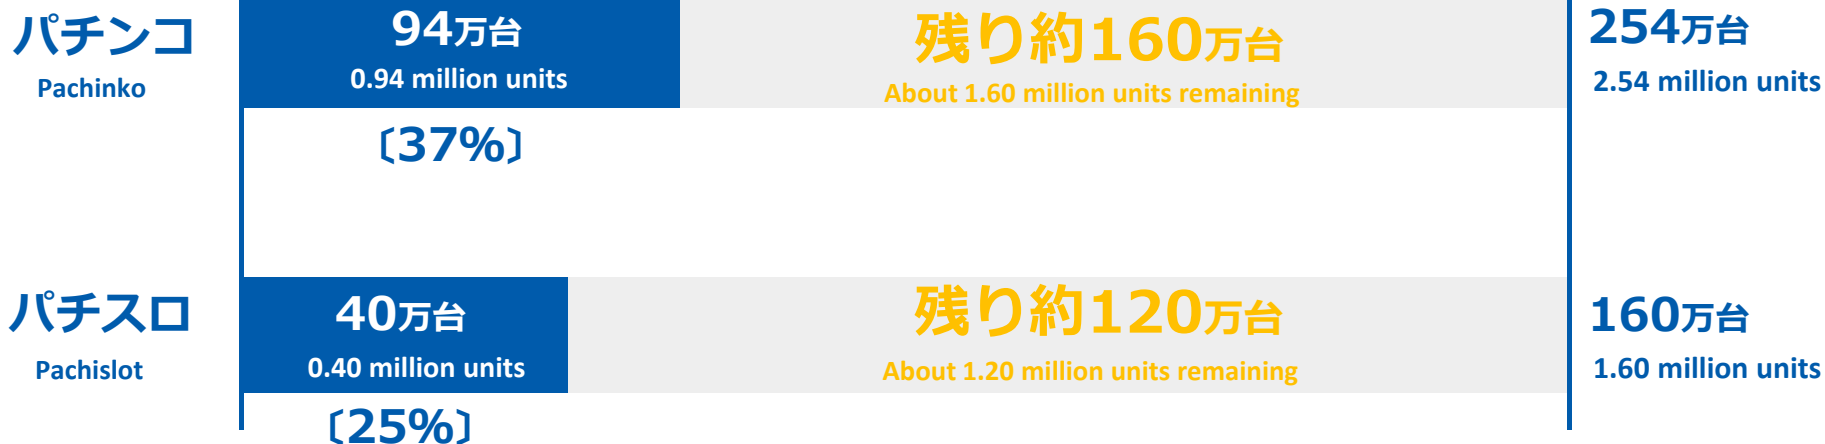 パチンコ
Pachinko
94万台
0.94 million units
〔37%〕
残り約160万台
About 1.60 million units remaining
254万台
2.54 million units
パチスロ
Pachislot
40万台
0.40 million units
〔25%〕
残り約120万台
About 1.20 million units remaining
160万台
1.60 million units